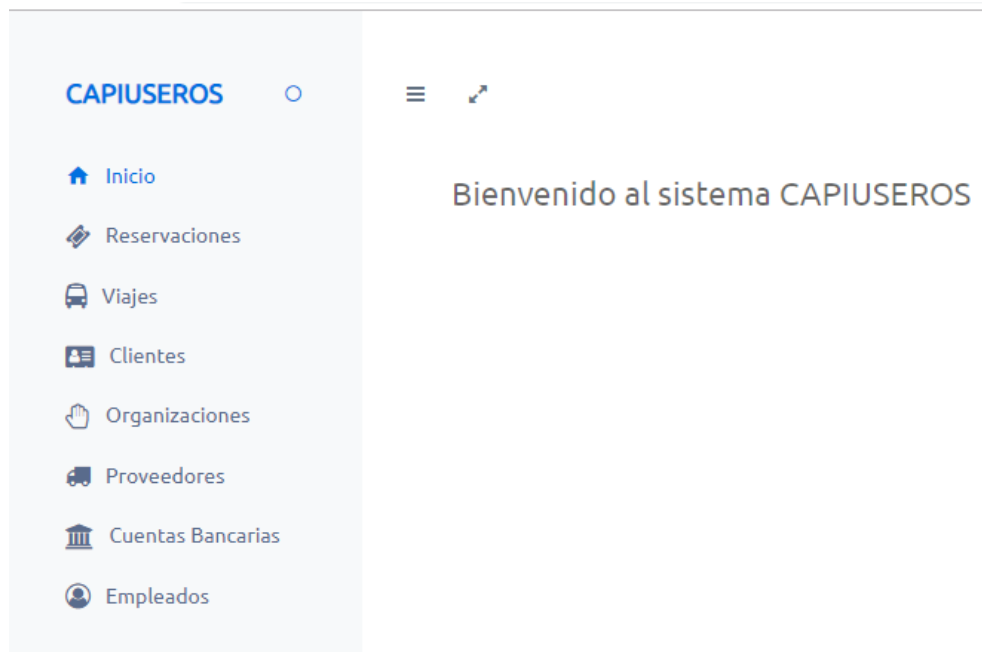 CAPIUSEROS
Inicio
Reservaciones
Viajes
Clientes
Organizaciones
Proveedores
Cuentas Bancarias
Empleados
Bienvenido al sistema CAPIUSEROS